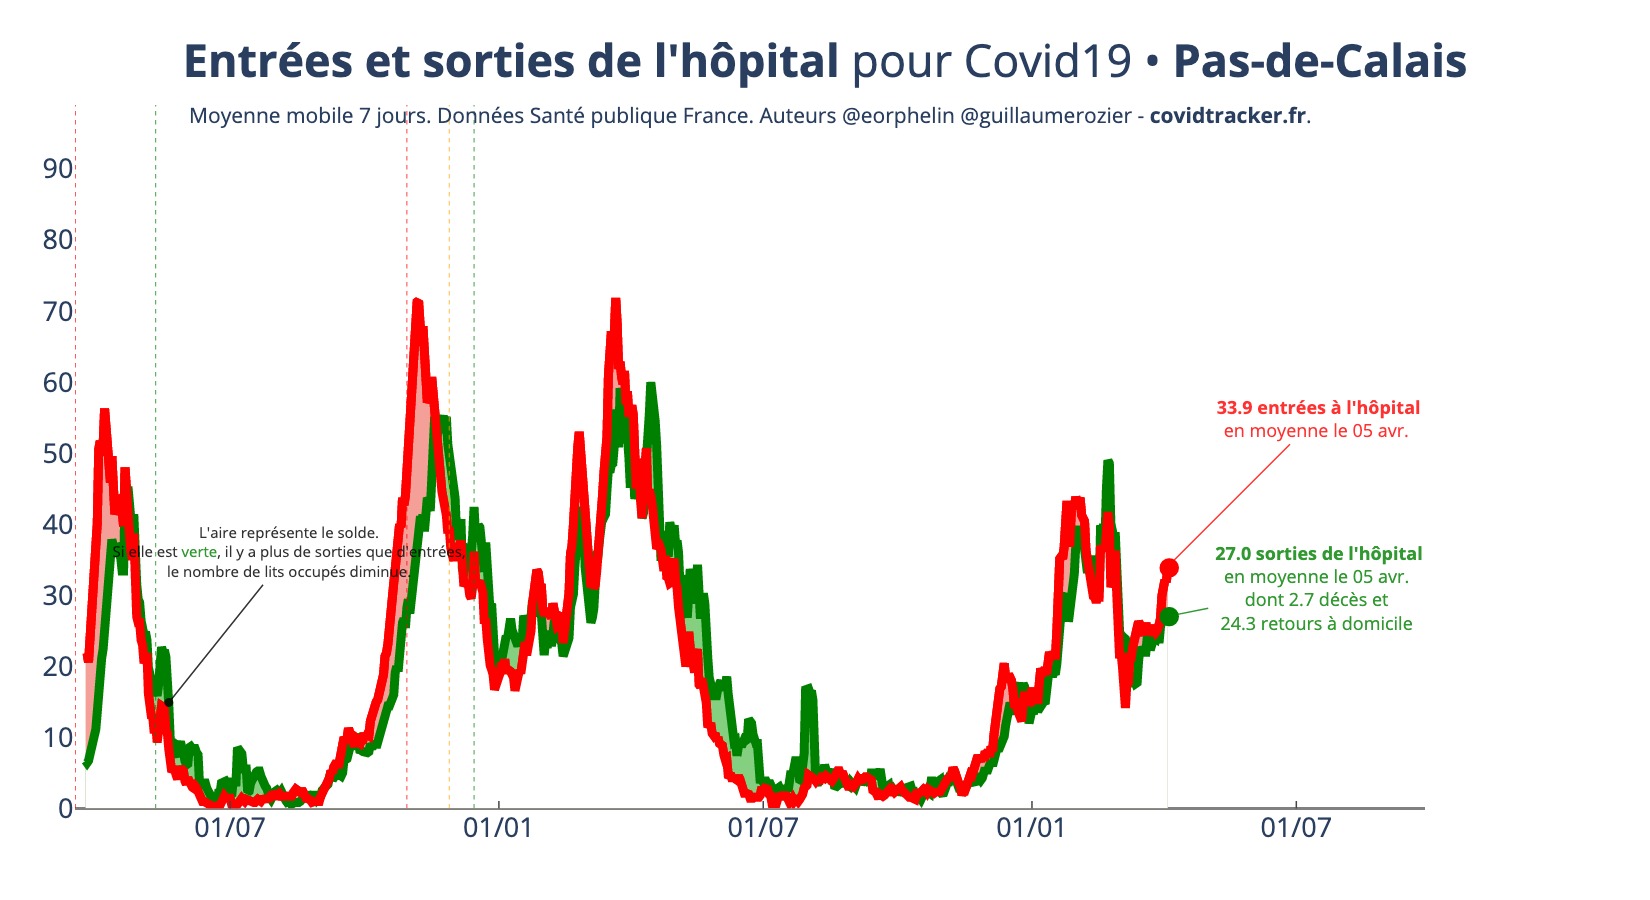 Entrées et sorties de l'hôpital pour Covid19 • Pas-de-Calais
Moyenne mobile 7 jours. Données Santé publique France. Auteurs @eorphelin @guillaumerozier - covidtracker.fr.
90
80
70
60
50
40
30
20
10
0
L'aire représente le solde.
Si elle est verte, il y a plus de sorties que d'entrées,
le nombre de lits occupés diminue.
33.9 entrées à l'hôpital
en moyenne le 05 avr.
27.0 sorties de l'hôpital
en moyenne le 05 avr.
dont 2.7 décès et
24.3 retours à domicile
01/07
01/01
01/07
01/01
01/07